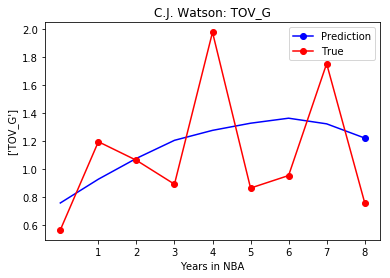 C.J. Watson: TOV_G
Prediction
True
['TOV_G']
2.0
1.8
1.6
1.4
1.2
1.0
0.8
0.6
1 2 3 4 5 6 7 8
Years in NBA